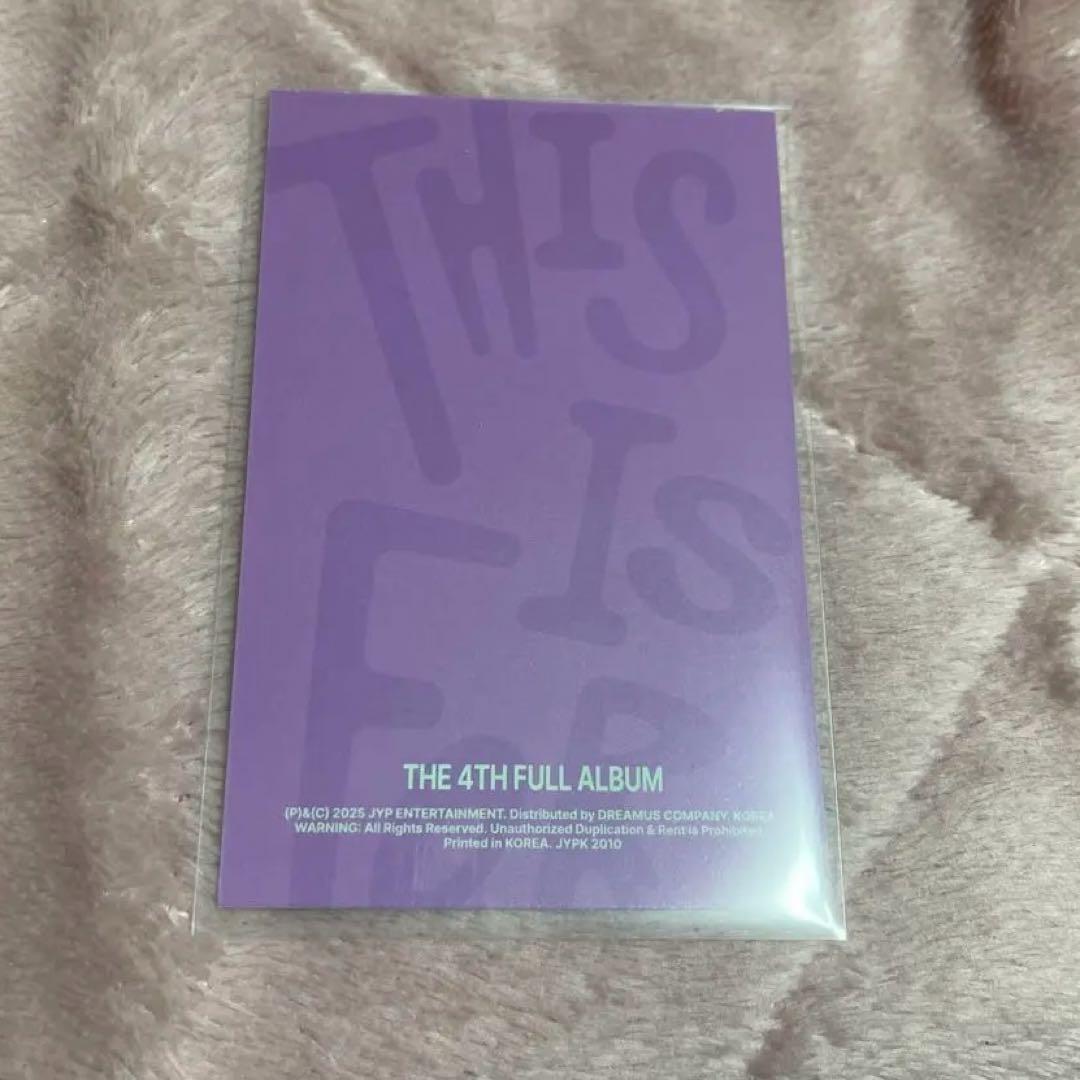 THIS
IS
FOR
THE 4TH FULL ALBUM
(P)&(C) 2025 JYP ENTERTAINMENT. Distributed by DREAMUS COMPANY. KOREA
WARNING: All Rights Reserved. Unauthorized Duplication & Rent is Prohibited.
Printed in KOREA. JYPK 2010